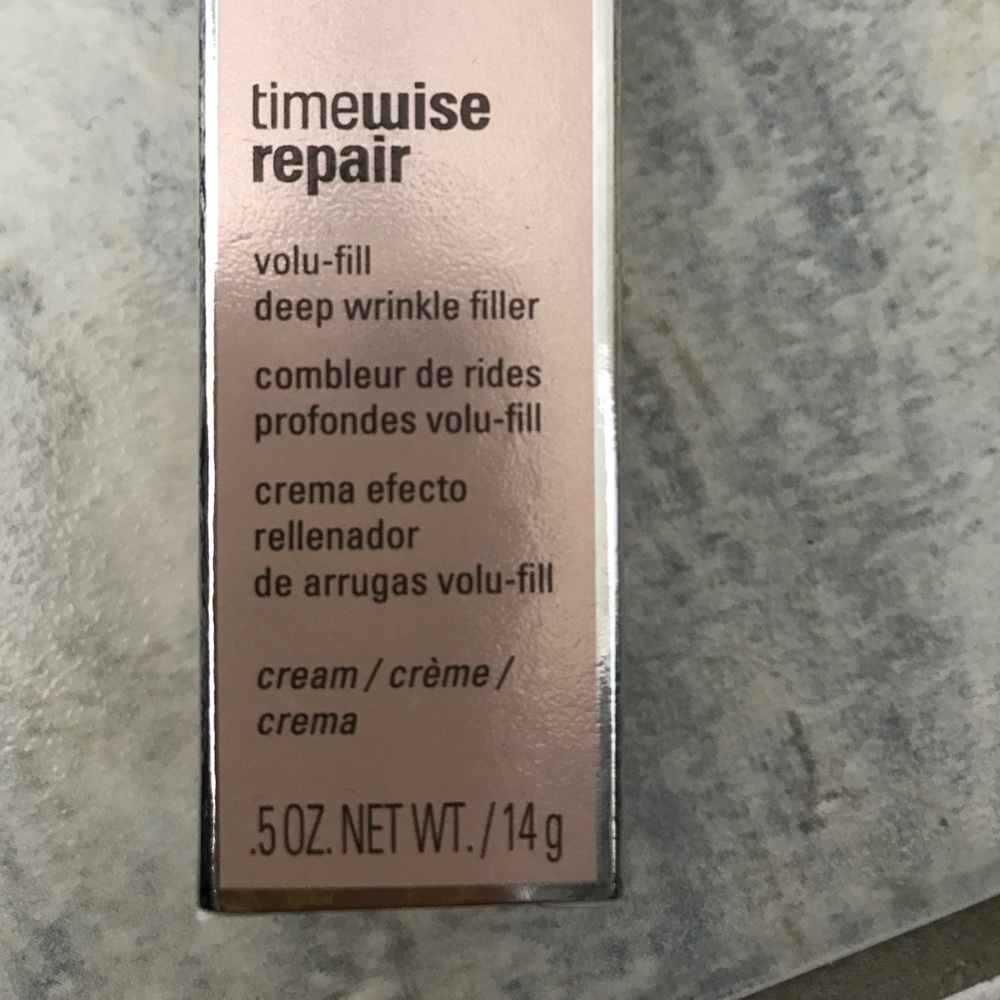 timewise
repair
volu-fill
deep wrinkle filler
combleur de rides
profondes volu-fill
crema efecto
rellenador
de arrugas volu-fill
cream / crème /
crema
.5 OZ. NET WT. / 14 g